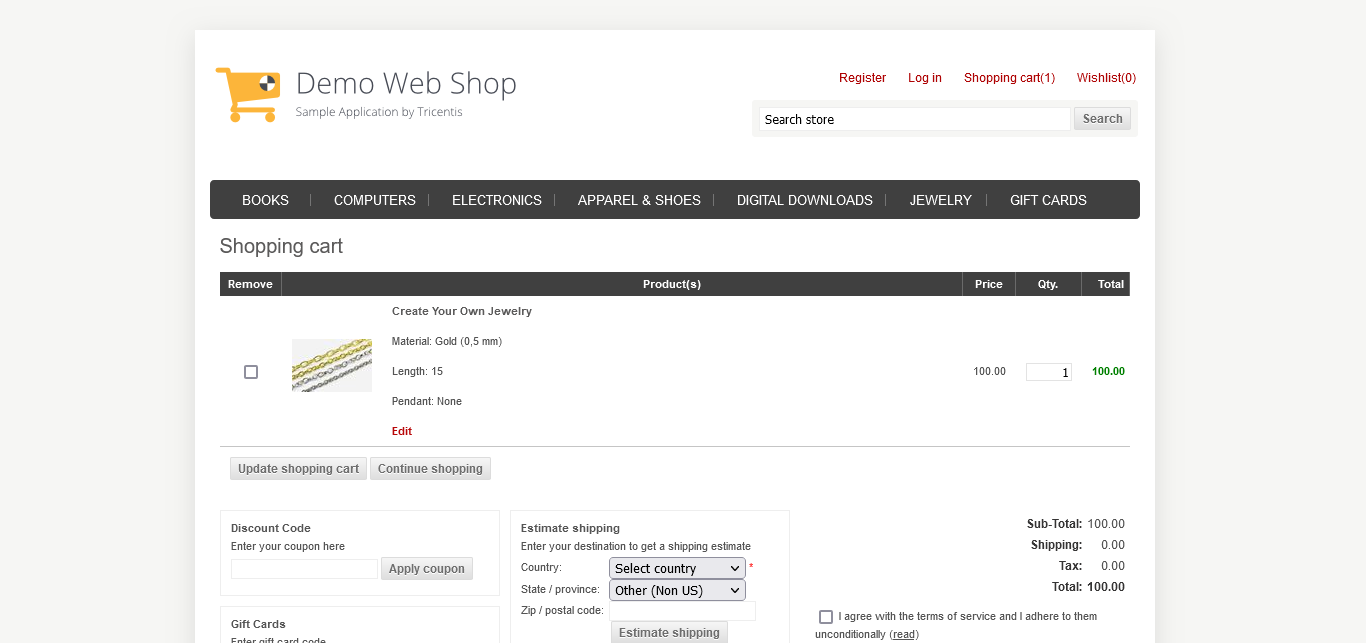 Demo Web Shop
Sample Application by Tricentis
Register Log in Shopping cart(1) Wishlist(0)
Search store Search
BOOKS COMPUTERS ELECTRONICS APPAREL & SHOES DIGITAL DOWNLOADS JEWELRY GIFT CARDS
Shopping cart
Remove Product(s) Price Qty. Total
Create Your Own Jewelry
Material: Gold (0,5 mm)
Length: 15
100.00 1 100.00
Pendant: None
Edit
Update shopping cart Continue shopping
Discount Code
Enter your coupon here
Apply coupon
Gift Cards
Enter gift card code
Estimate shipping
Enter your destination to get a shipping estimate
Country: Select country *
State / province: Other (Non US)
Zip / postal code:
Estimate shipping
Sub-Total: 100.00
Shipping: 0.00
Tax: 0.00
Total: 100.00
I agree with the terms of service and I adhere to them
unconditionally (read)